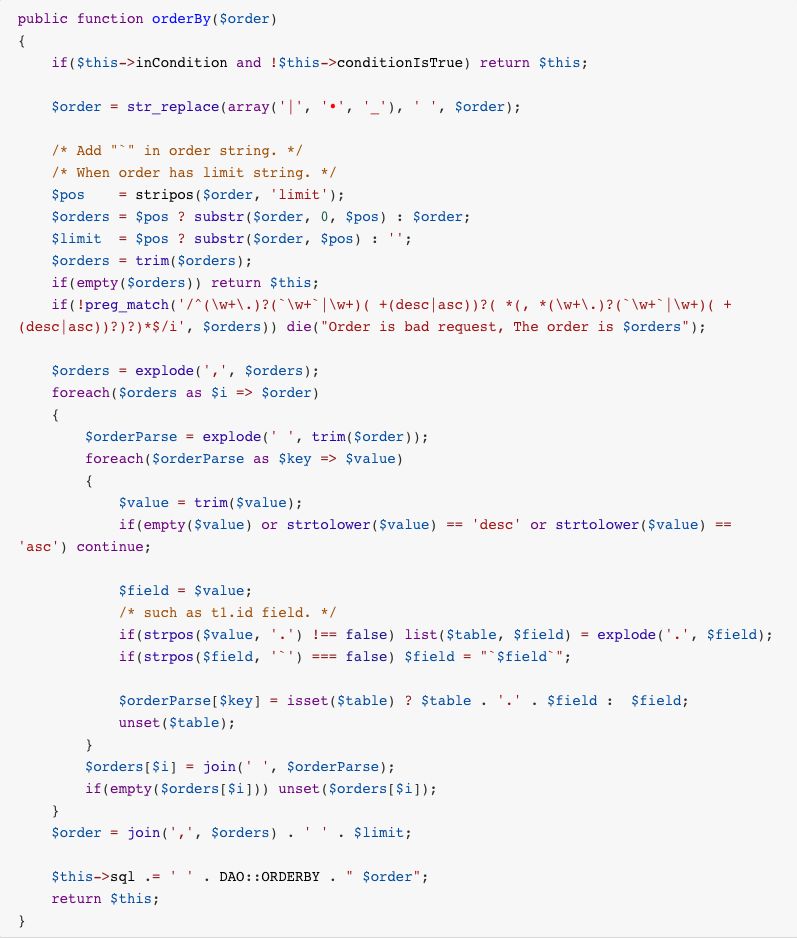 public function orderBy($order)
{
    if($this->inCondition and !$this->conditionIsTrue) return $this;

    $order = str_replace(array('|', '•', '_'), ' ', $order);

    /* Add "`" in order string. */
    /* When order has limit string. */
    $pos    = stripos($order, 'limit');
    $orders = $pos ? substr($order, 0, $pos) : $order;
    $limit  = $pos ? substr($order, $pos) : '';
    $orders = trim($orders);
    if(empty($orders)) return $this;
    if(!preg_match('/^(\w+\.)?(`\w+`|\w+)( +(desc|asc))?( *(, *(\w+\.)?(`\w+`|\w+)( +
(desc|asc))?)?)*$/i', $orders)) die("Order is bad request, The order is $orders");

    $orders = explode(',', $orders);
    foreach($orders as $i => $order)
    {
        $orderParse = explode(' ', trim($order));
        foreach($orderParse as $key => $value)
        {
            $value = trim($value);
            if(empty($value) or strtolower($value) == 'desc' or strtolower($value) ==
'asc') continue;

            $field = $value;
            /* such as t1.id field. */
            if(strpos($value, '.') !== false) list($table, $field) = explode('.', $field);
            if(strpos($field, '`') === false) $field = "`$field`";

            $orderParse[$key] = isset($table) ? $table . '.' . $field :  $field;
            unset($table);
        }
        $orders[$i] = join(' ', $orderParse);
        if(empty($orders[$i])) unset($orders[$i]);
    }
    $order = join(',', $orders) . ' ' . $limit;

    $this->sql .= ' ' . DAO::ORDERBY . " $order";
    return $this;
}